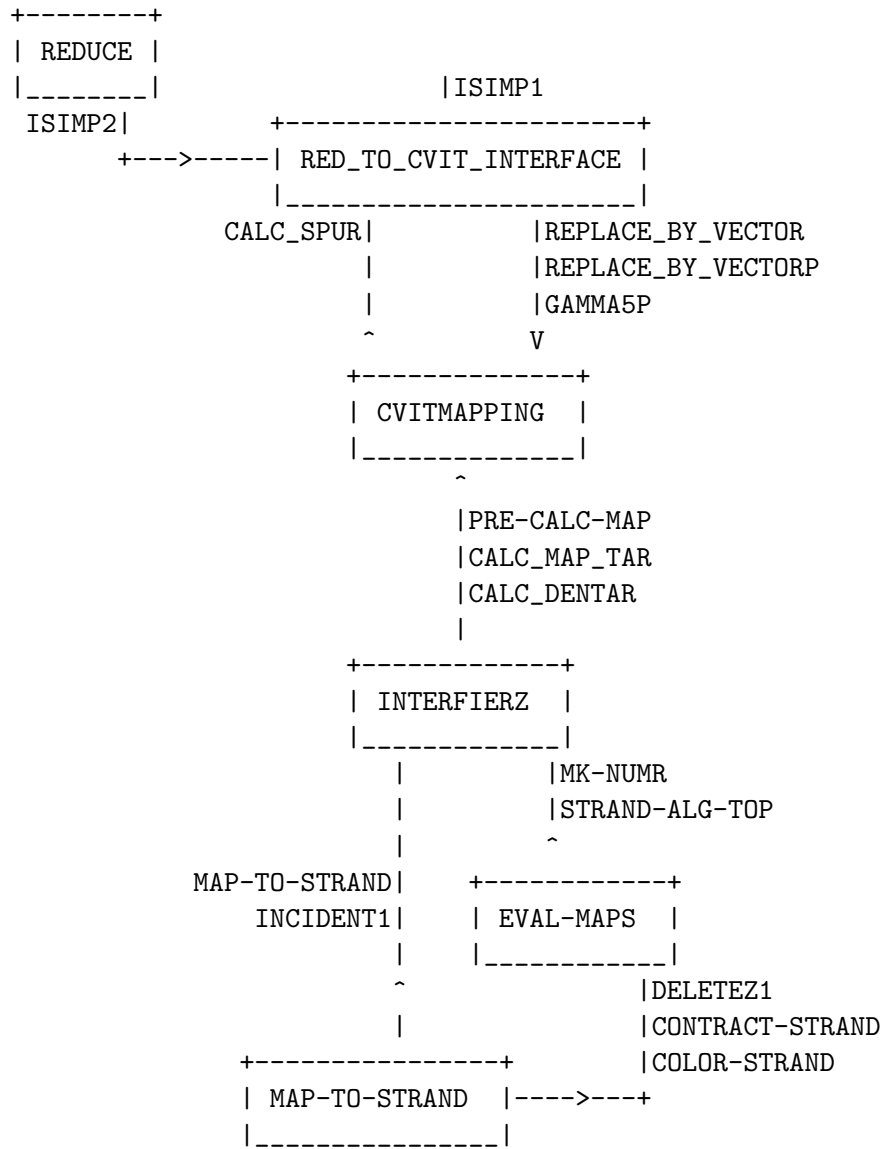 REDUCE
ISIMP1
ISIMP2
RED_TO_CVIT_INTERFACE
CALC_SPUR REPLACE_BY_VECTOR
REPLACE_BY_VECTORP
GAMMA5P
V
CVITMAPPING
PRE-CALC-MAP
CALC_MAP_TAR
CALC_DENTAR
INTERFIERZ
MK-NUMR
STRAND-ALG-TOP
MAP-TO-STRAND
INCIDENT1 EVAL-MAPS
DELETEZ1
CONTRACT-STRAND
COLOR-STRAND
MAP-TO-STRAND